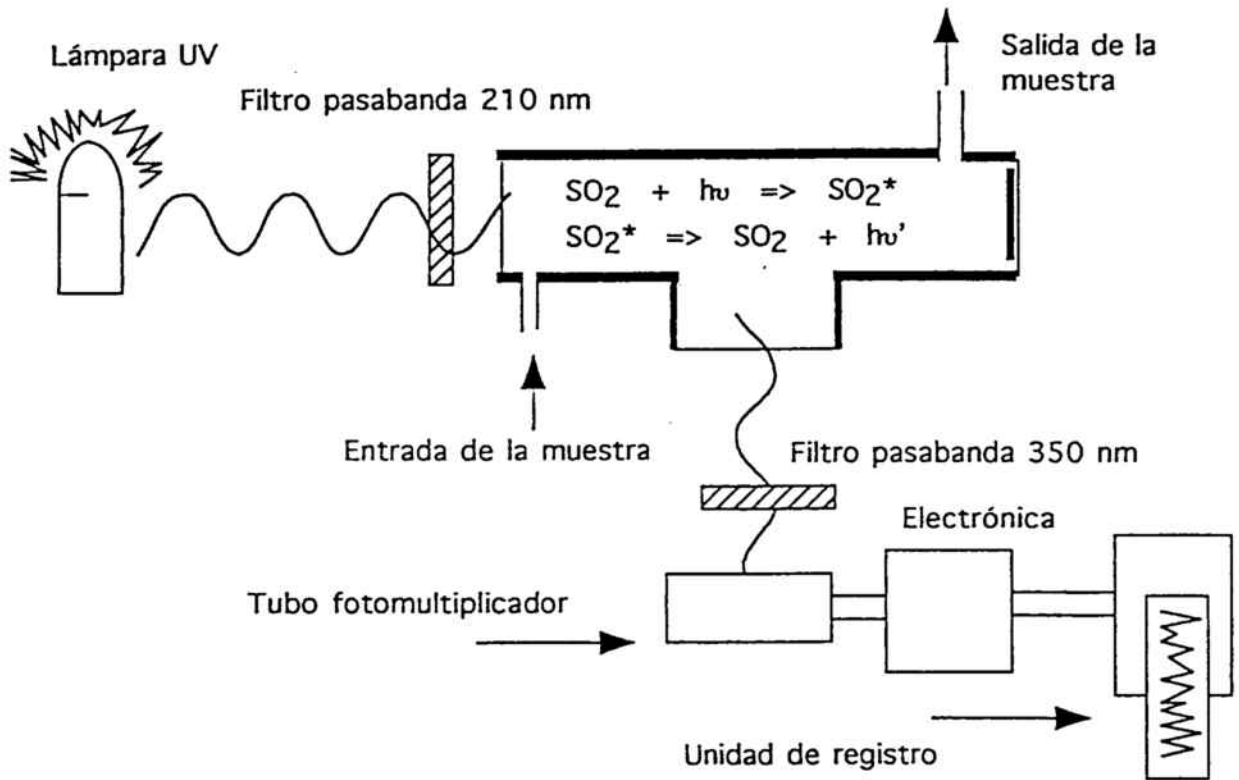 Lámpara UV
Filtro pasabanda 210 nm
Salida de la
muestra
SO2 + hυ => SO2*
SO2* => SO2 + hυ'
Entrada de la muestra
Filtro pasabanda 350 nm
Electrónica
Tubo fotomultiplicador
Unidad de registro